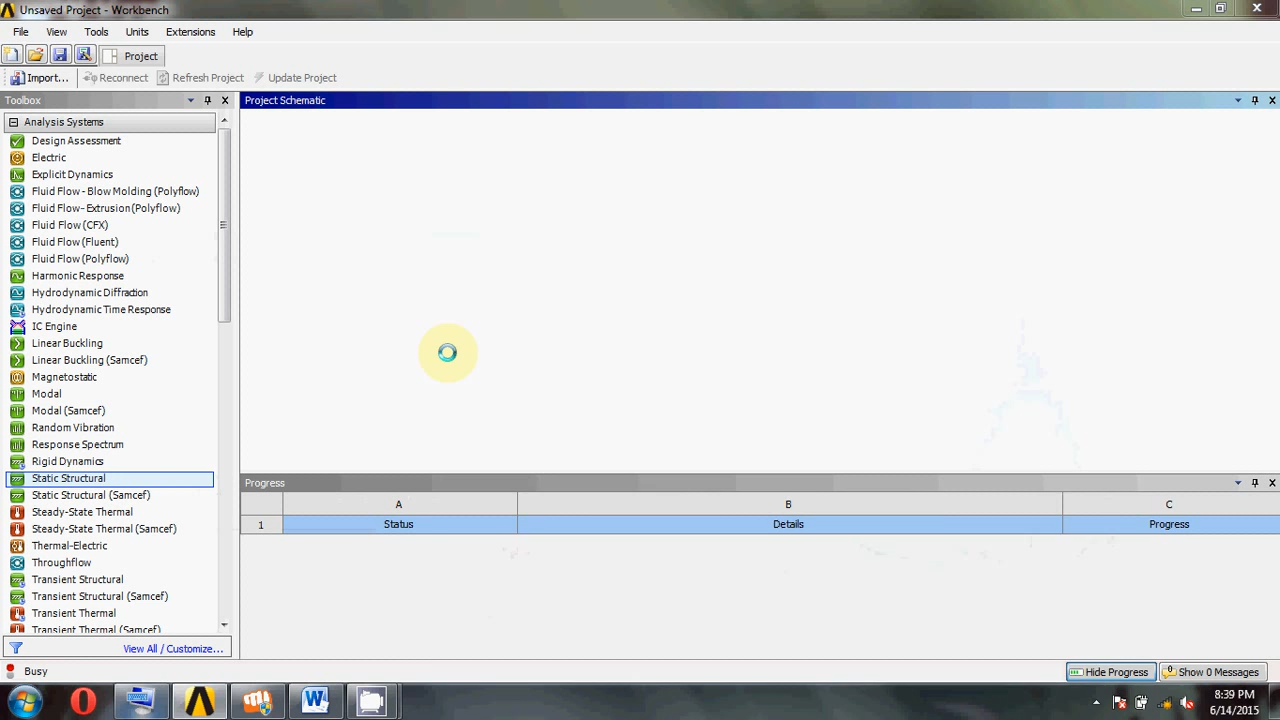 Unsaved Project - Workbench
File View Tools Units Extensions Help
Project
Import... Reconnect Refresh Project Update Project
Toolbox
Project Schematic
Analysis Systems
Design Assessment
Electric
Explicit Dynamics
Fluid Flow - Blow Molding (Polyflow)
Fluid Flow- Extrusion(Polyflow)
Fluid Flow (CFX)
Fluid Flow (Fluent)
Fluid Flow (Polyflow)
Harmonic Response
Hydrodynamic Diffraction
Hydrodynamic Time Response
IC Engine
Linear Buckling
Linear Buckling (Samcef)
Magnetostatic
Modal
Modal (Samcef)
Random Vibration
Response Spectrum
Rigid Dynamics
Static Structural
Static Structural (Samcef)
Steady-State Thermal
Steady-State Thermal (Samcef)
Thermal-Electric
Throughflow
Transient Structural
Transient Structural (Samcef)
Transient Thermal
Transient Thermal (Samcef)
View All / Customize...
Progress
A B C
1 Status Details Progress
Busy
Hide Progress
Show 0 Messages
8:39 PM
6/14/2015